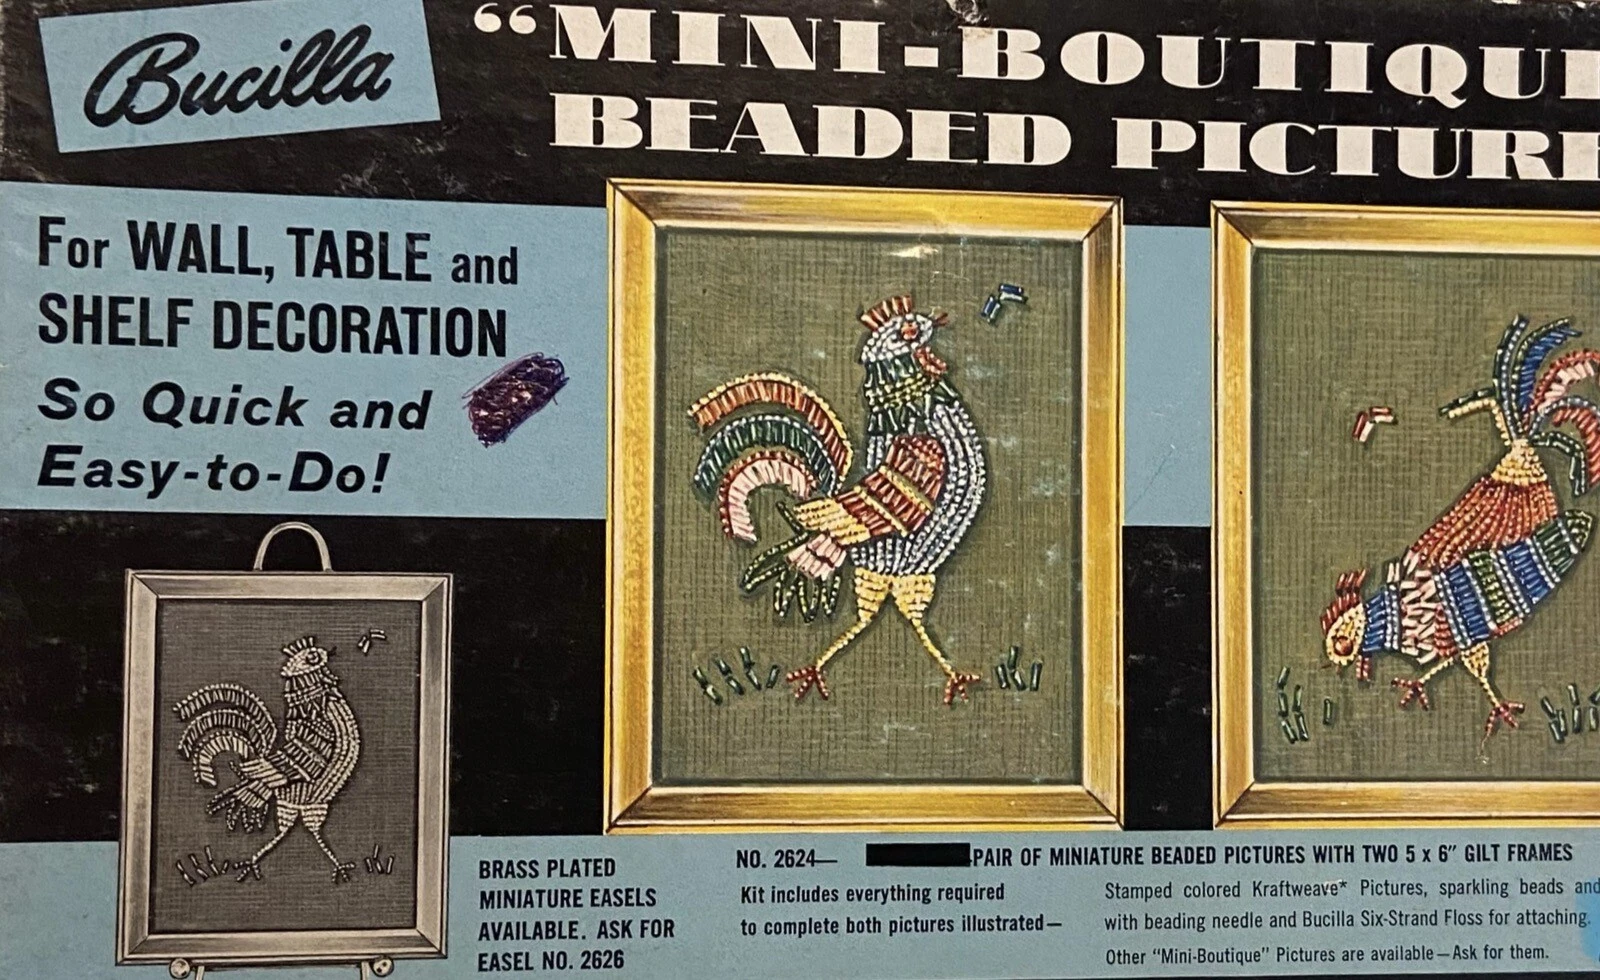 Bucilla
“MINI-BOUTIQU
BEADED PICTUR
For WALL, TABLE and
SHELF DECORATION
So Quick and
Easy-to-Do!
BRASS PLATED
MINIATURE EASELS
AVAILABLE. ASK FOR
EASEL NO. 2626
NO. 2624— PAIR OF MINIATURE BEADED PICTURES WITH TWO 5 x 6” GILT FRAMES
Kit includes everything required
to complete both pictures illustrated—
Stamped colored Kraftweave* Pictures, sparkling beads and
with beading needle and Bucilla Six-Strand Floss for attaching.
Other “Mini-Boutique” Pictures are available—Ask for them.